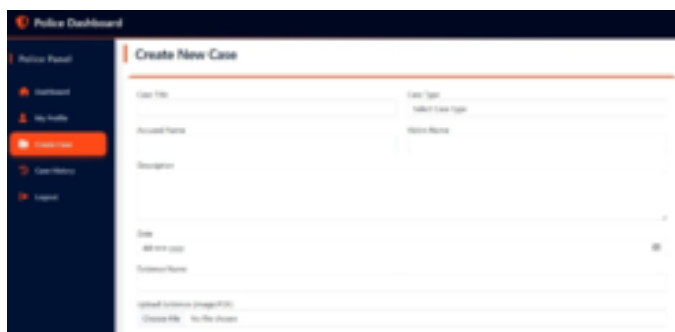 Police Dashboard
Police Panel
Dashboard
My Profile
Create Case
Case History
Logout
Create New Case
Case Title
Case Type
Select Case Type
Accused Name
Victim Name
Description
Date
Evidence Name
Upload Evidence (Image/PDF)
Choose File No file chosen